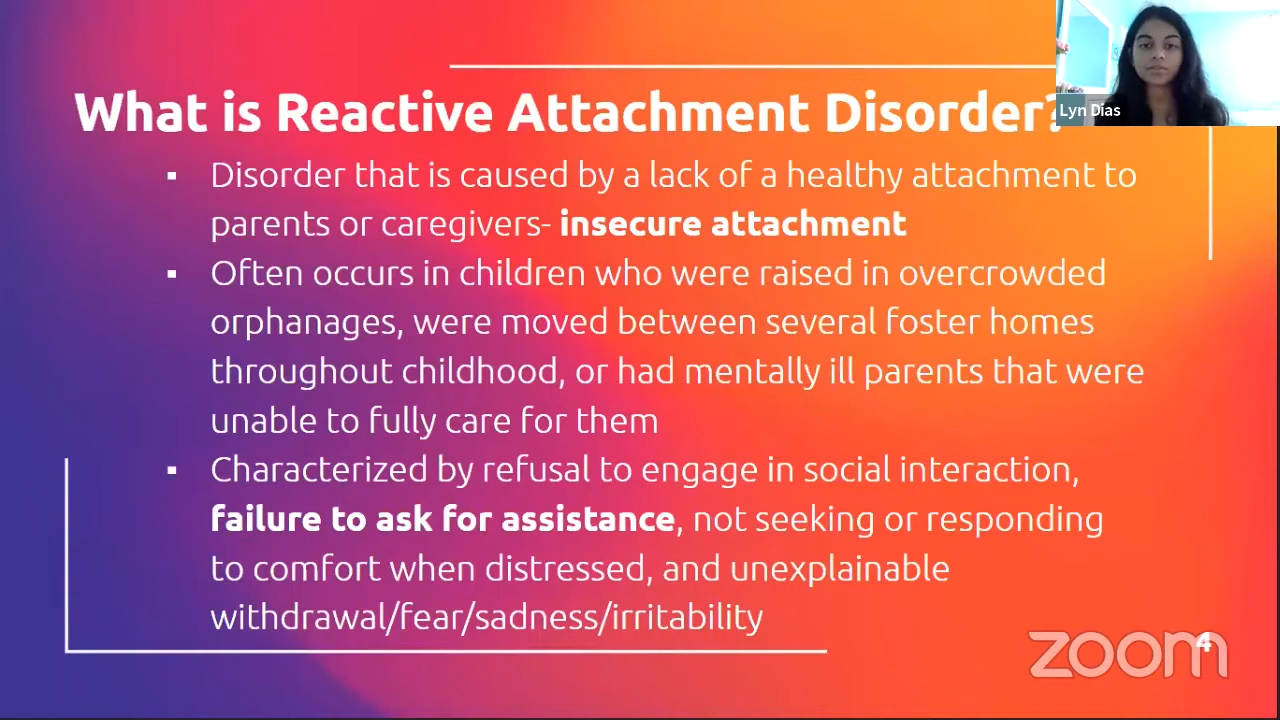 What is Reactive Attachment Disorder?
Lyn Dias
▪ Disorder that is caused by a lack of a healthy attachment to
parents or caregivers- insecure attachment
▪ Often occurs in children who were raised in overcrowded
orphanages, were moved between several foster homes
throughout childhood, or had mentally ill parents that were
unable to fully care for them
▪ Characterized by refusal to engage in social interaction,
failure to ask for assistance, not seeking or responding
to comfort when distressed, and unexplainable
withdrawal/fear/sadness/irritability
4
zoom